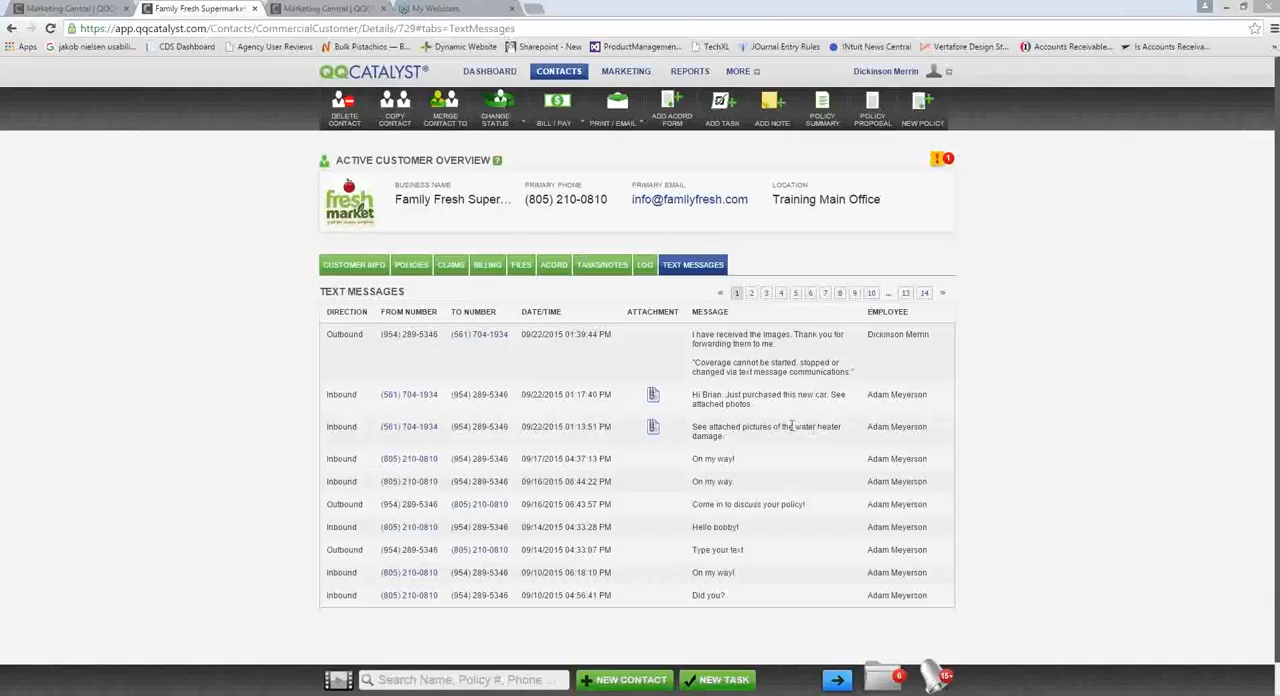 Marketing Central | QQC
Family Fresh Supermarket
Marketing Central | QQC
My Webinars
https://app.qqcatalyst.com/Contacts/CommercialCustomer/Details/729#tabs=TextMessages
Apps jakob nielsen usabili... CDS Dashboard Agency User Reviews Bulk Pistachios — B... Dynamic Website Sharepoint - New ProductManagemen... TechXL JOurnal Entry Rules INtuit News Central Vertafore Design St... Accounts Receivable... Is Accounts Receiva...
QQCATALYST® DASHBOARD CONTACTS MARKETING REPORTS MORE Dickinson Merrin
DELETE CONTACT
COPY CONTACT
MERGE CONTACT TO
CHANGE STATUS
BILL / PAY
PRINT / EMAIL
ADD ACORD FORM
ADD TASK
ADD NOTE
POLICY SUMMARY
POLICY PROPOSAL
NEW POLICY
ACTIVE CUSTOMER OVERVIEW ? ! 1
BUSINESS NAME PRIMARY PHONE PRIMARY EMAIL LOCATION
fresh market
Family Fresh Super... (805) 210-0810 info@familyfresh.com Training Main Office
CUSTOMER INFO POLICIES CLAIMS BILLING FILES ACORD TASKS/NOTES LOG TEXT MESSAGES
TEXT MESSAGES « 1 2 3 4 5 6 7 8 9 10 ... 13 14 »
DIRECTION FROM NUMBER TO NUMBER DATE/TIME ATTACHMENT MESSAGE EMPLOYEE
Outbound (954) 289-5346 (561) 704-1934 09/22/2015 01:39:44 PM I have received the images. Thank you for Dickinson Merrin
forwarding them to me.
"Coverage cannot be started, stopped or
changed via text message communications."
Inbound (561) 704-1934 (954) 289-5346 09/22/2015 01:17:40 PM Hi Brian. Just purchased this new car. See Adam Meyerson
attached photos.
Inbound (561) 704-1934 (954) 289-5346 09/22/2015 01:13:51 PM See attached pictures of the water heater Adam Meyerson
damage.
Inbound (805) 210-0810 (954) 289-5346 09/17/2015 04:37:13 PM On my way! Adam Meyerson
Inbound (805) 210-0810 (954) 289-5346 09/16/2015 06:44:22 PM On my way. Adam Meyerson
Outbound (954) 289-5346 (805) 210-0810 09/16/2015 06:43:57 PM Come in to discuss your policy! Adam Meyerson
Inbound (805) 210-0810 (954) 289-5346 09/14/2015 04:33:28 PM Hello bobby! Adam Meyerson
Outbound (954) 289-5346 (805) 210-0810 09/14/2015 04:33:07 PM Type your text Adam Meyerson
Inbound (805) 210-0810 (954) 289-5346 09/10/2015 06:18:10 PM On my way! Adam Meyerson
Inbound (805) 210-0810 (954) 289-5346 09/10/2015 04:56:41 PM Did you? Adam Meyerson
Search Name, Policy #, Phone ... NEW CONTACT NEW TASK 6 15+